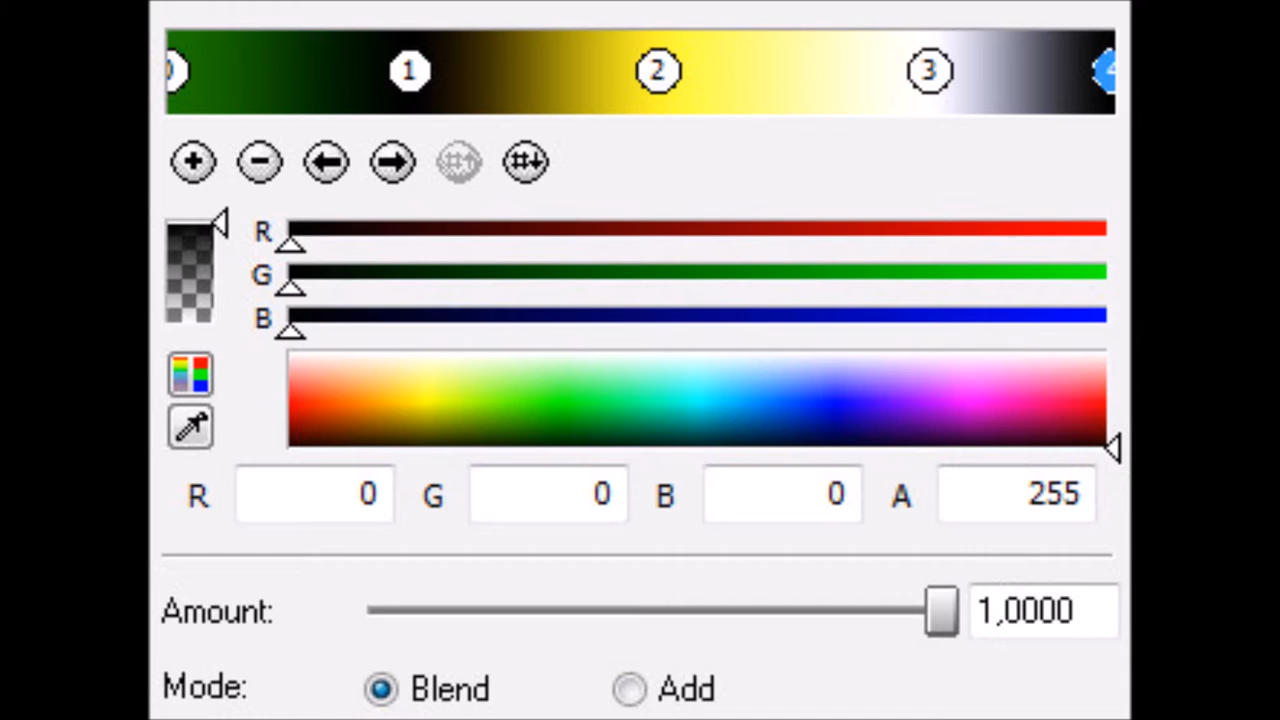 1 2 3
R
G
B
R 0 G 0 B 0 A 255
Amount: 1,0000
Mode: Blend Add